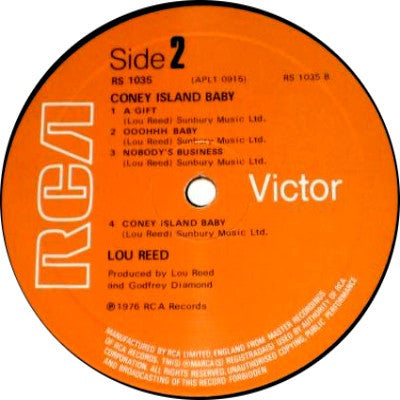 Side 2
RS 1035 (APL1 0915) RS 1035 B
CONEY ISLAND BABY
1 A GIFT
(Lou Reed) Sunbury Music Ltd.
2 OOOHHH BABY
(Lou Reed) Sunbury Music Ltd.
3 NOBODY'S BUSINESS
(Lou Reed) Sunbury Music Ltd.
RCA
Victor
4 CONEY ISLAND BABY
(Lou Reed) Sunbury Music Ltd.
LOU REED
Produced by Lou Reed
and Godfrey Diamond
℗1976 RCA Records
MANUFACTURED BY RCA LIMITED, ENGLAND FROM MASTER RECORDINGS
OF RCA RECORDS, TM(S)®MARCA(S) REGISTRADA(S) USED BY AUTHORITY OF RCA
CORPORATION. ALL RIGHTS RESERVED. UNAUTHORISED COPYING, PUBLIC PERFORMANCE
AND BROADCASTING OF THIS RECORD FORBIDDEN